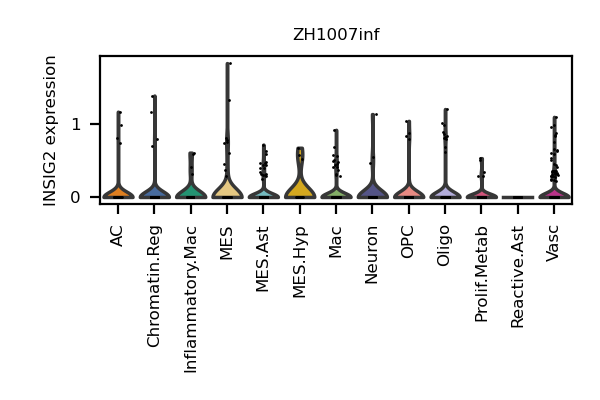 ZH1007inf
INSIG2 expression
1
0
AC
Chromatin.Reg
Inflammatory.Mac
MES
MES.Ast
MES.Hyp
Mac
Neuron
OPC
Oligo
Prolif.Metab
Reactive.Ast
Vasc